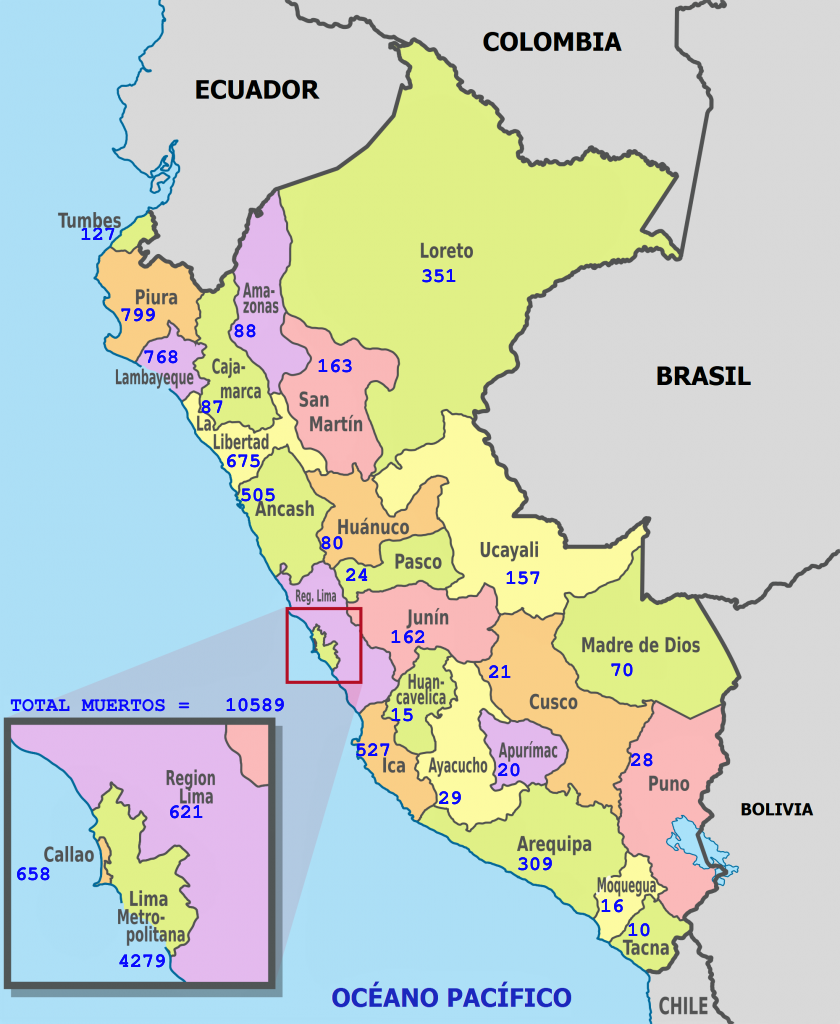 COLOMBIA
ECUADOR
Tumbes
127
Loreto
351
Piura
799
Ama-
zonas
88
768
Lambayeque
163
San
Martín
BRASIL
Caja-
marca
87
La
Libertad
675
505
Ancash
Huánuco
80
Pasco
24
Ucayali
157
Reg. Lima
Junín
162
Madre de Dios
70
21
Cusco
Huan-
cavelica
15
527
Ica
Ayacucho
29
Apurímac
20
28
Puno
TOTAL MUERTOS = 10589
Region
Lima
621
Callao
658
Lima
Metro-
politana
4279
BOLIVIA
Arequipa
309
Moquegua
16
10
Tacna
OCÉANO PACÍFICO
CHILE